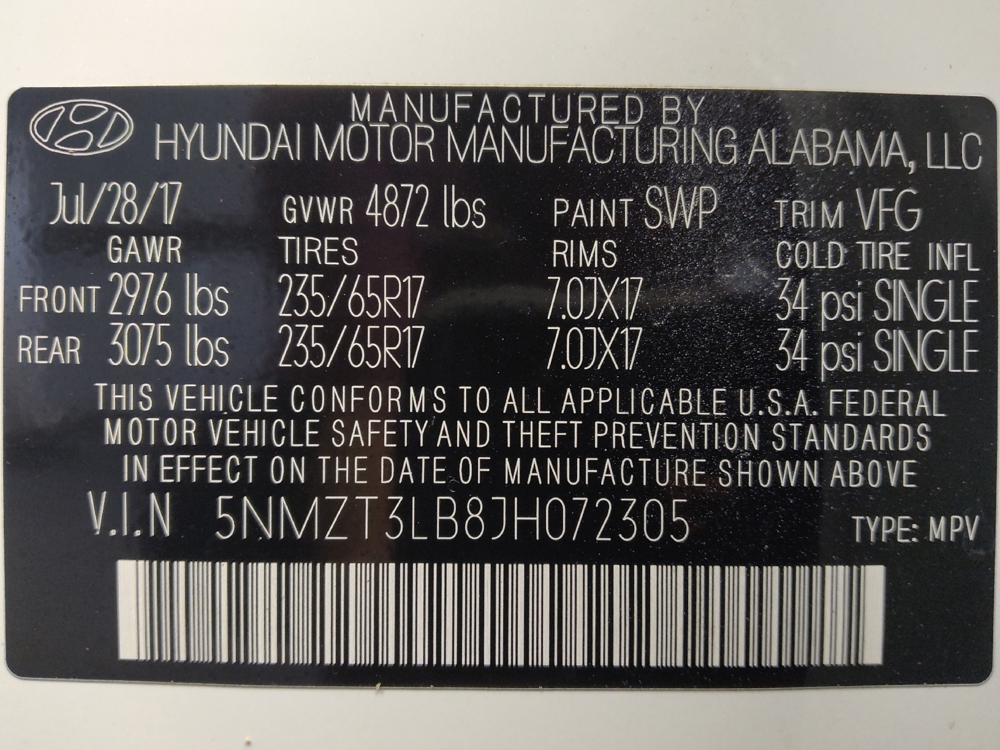 MANUFACTURED BY
HYUNDAI MOTOR MANUFACTURING ALABAMA, LLC
Jul/28/17 GVWR 4872 lbs PAINT SWP TRIM VFG
GAWR TIRES RIMS COLD TIRE INFL
FRONT 2976 lbs 235/65R17 7.0JX17 34 psi SINGLE
REAR 3075 lbs 235/65R17 7.0JX17 34 psi SINGLE
THIS VEHICLE CONFORMS TO ALL APPLICABLE U.S.A. FEDERAL
MOTOR VEHICLE SAFETY AND THEFT PREVENTION STANDARDS
IN EFFECT ON THE DATE OF MANUFACTURE SHOWN ABOVE
V.I.N 5NMZT3LB8JH072305 TYPE: MPV